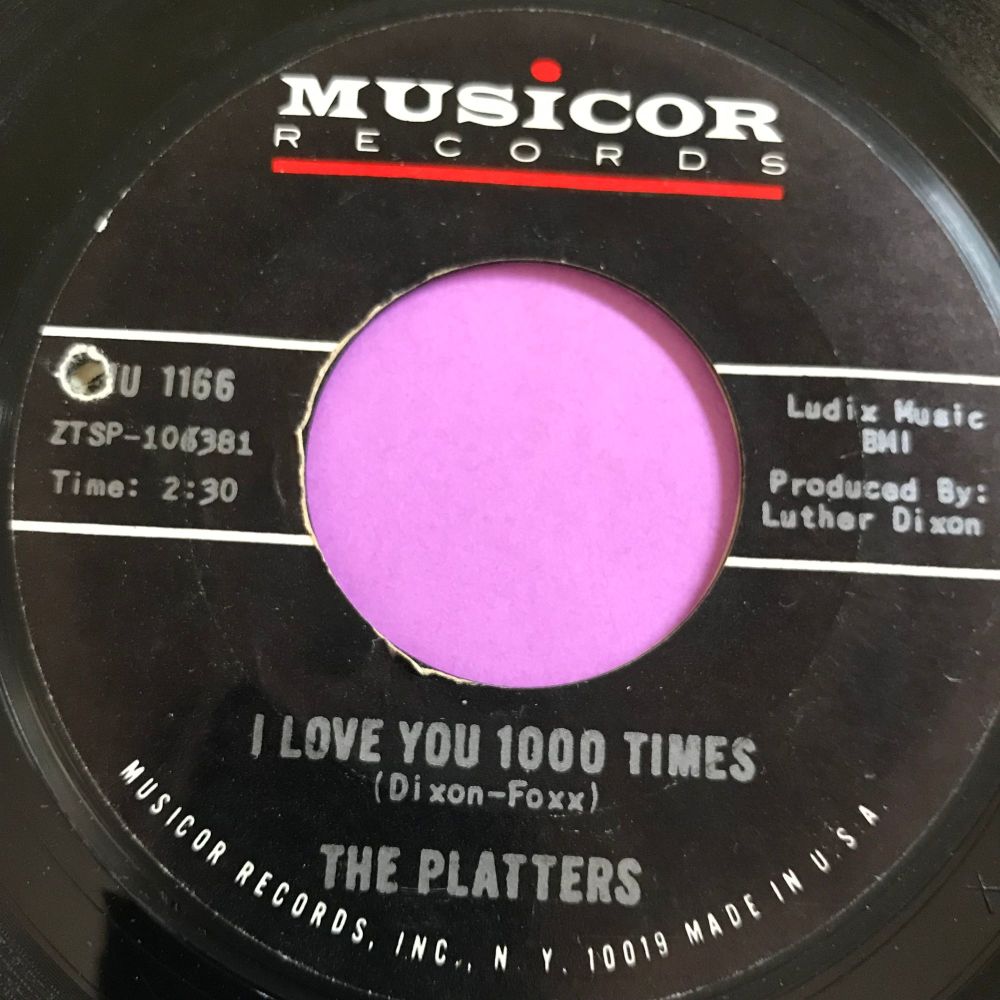 MUSiCOR
RECORDS
U 1166
ZTSP-106381
Time: 2:30
Ludix Music
BMI
Produced By:
Luther Dixon
I LOVE YOU 1000 TIMES
(Dixon-Foxx)
THE PLATTERS
MUSICOR RECORDS, INC., N.Y. 10019 MADE IN U.S.A.